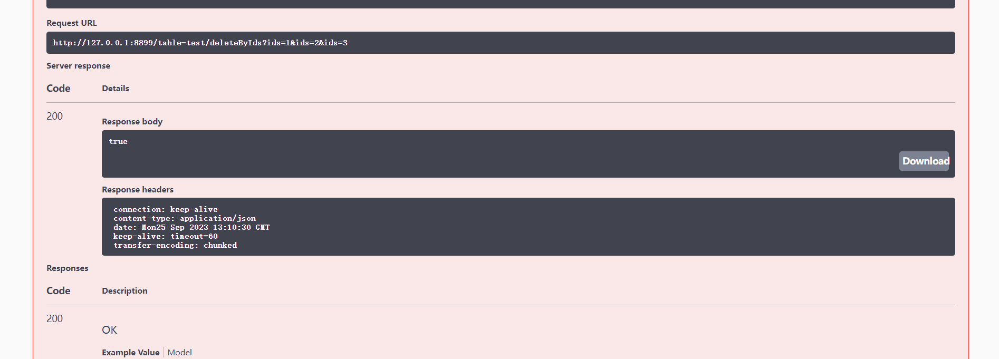 Request URL
http://127.0.0.1:8899/table-test/deleteByIds?ids=1&ids=2&ids=3
Server response
Code Details
200
Response body
true
Download
Response headers
connection: keep-alive
content-type: application/json
date: Mon25 Sep 2023 13:10:30 GMT
keep-alive: timeout=60
transfer-encoding: chunked
Responses
Code Description
200
OK
Example Value Model